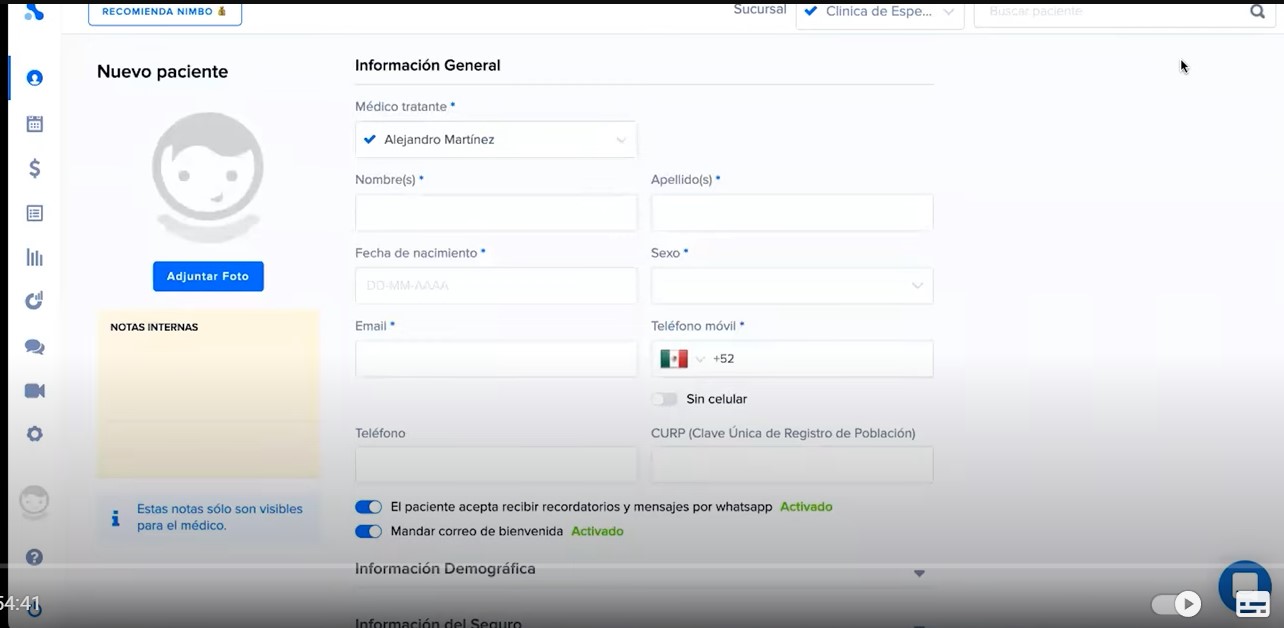 RECOMIENDA NIMBO
Sucursal
Clinica de Espe...
Buscar paciente
Nuevo paciente
Información General
Médico tratante *
Alejandro Martínez
Nombre(s) *
Apellido(s) *
Fecha de nacimiento *
Sexo *
DD-MM-AAAA
Adjuntar Foto
Email *
Teléfono móvil *
NOTAS INTERNAS
+52
Sin celular
Teléfono
CURP (Clave Única de Registro de Población)
Estas notas sólo son visibles
para el médico.
El paciente acepta recibir recordatorios y mensajes por whatsapp Activado
Mandar correo de bienvenida Activado
Información Demográfica
54:41
Información del Seguro